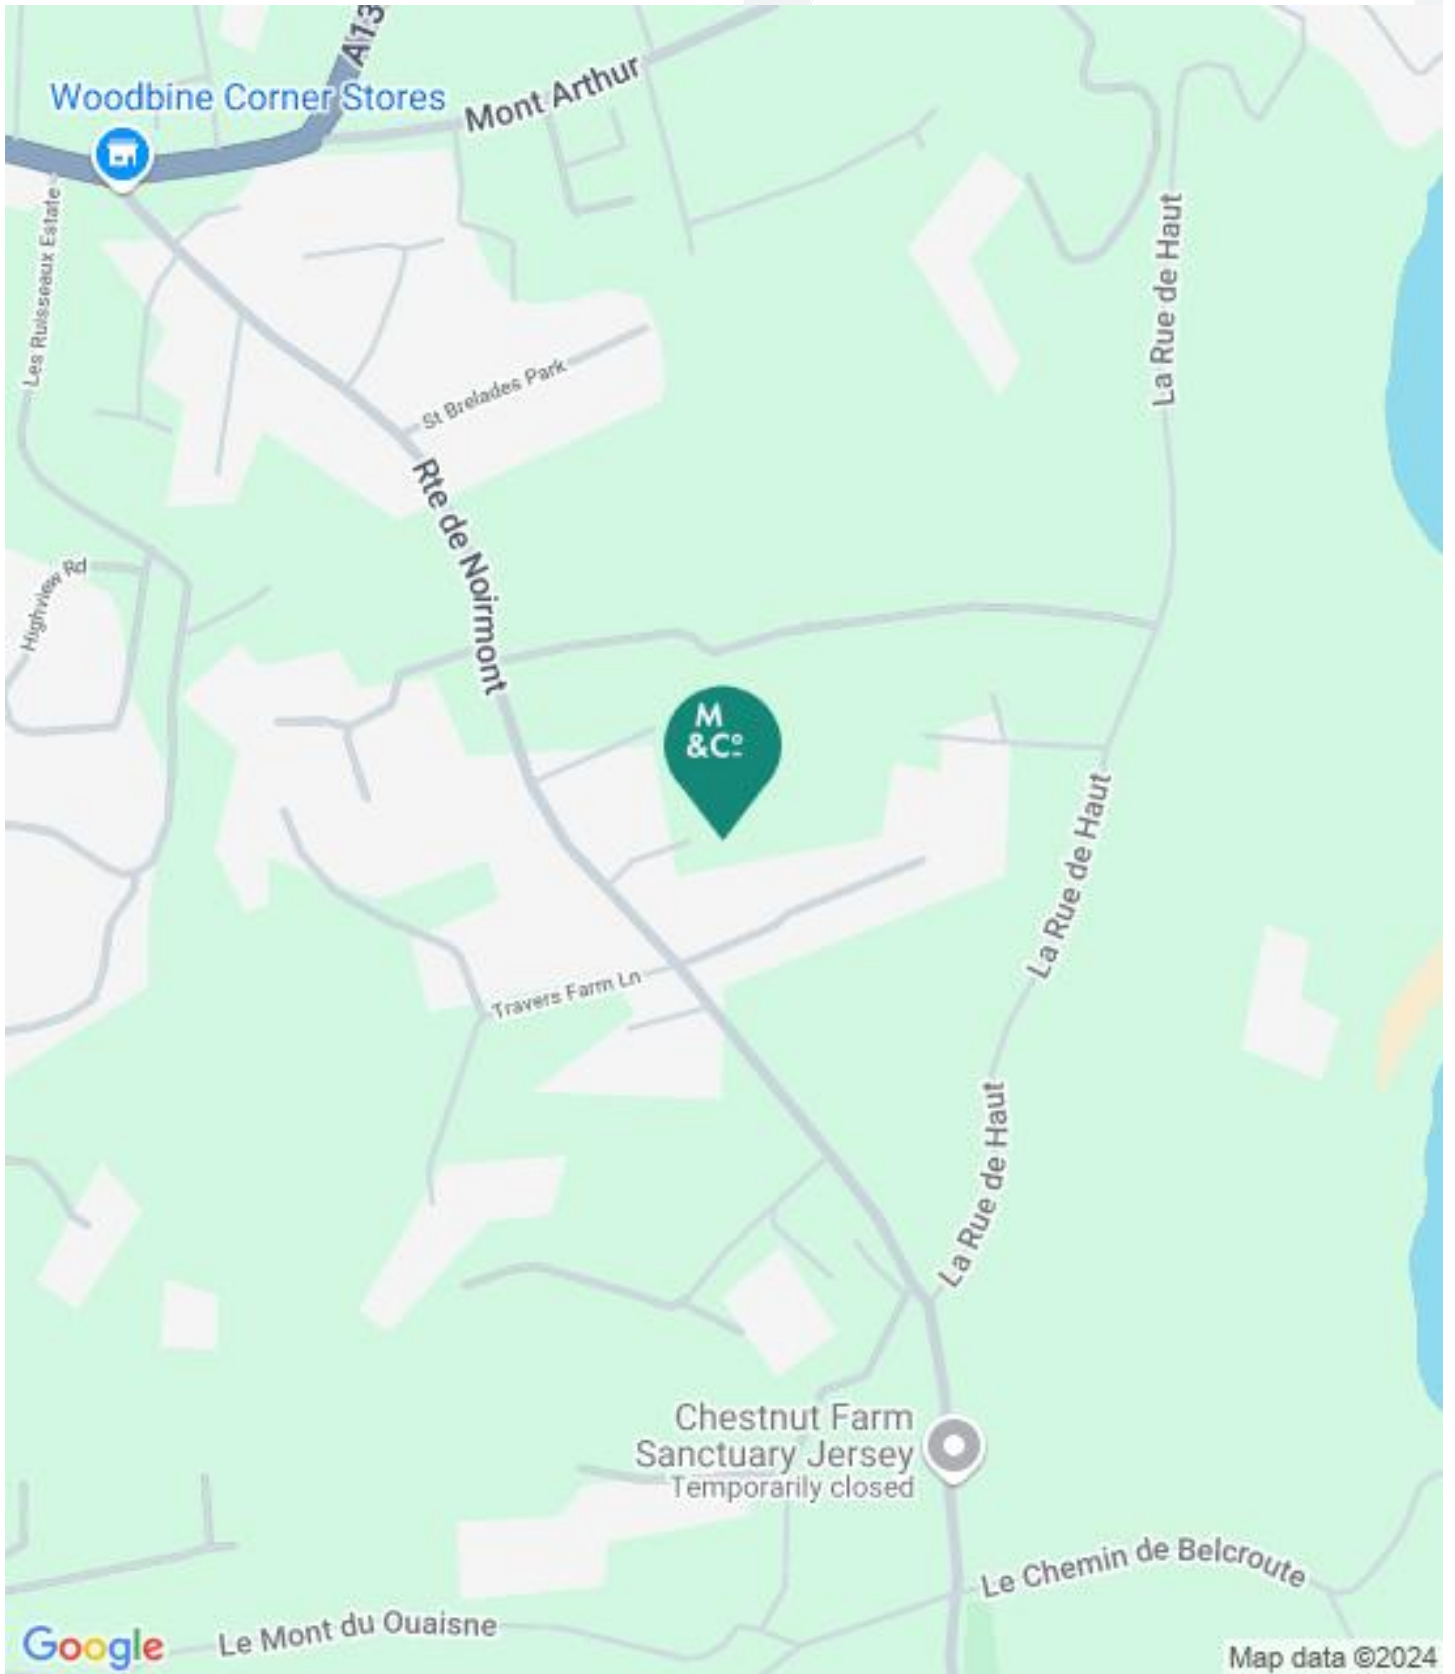 A13
Woodbine Corner Stores
Mont Arthur
Les Ruisseaux Estate
La Rue de Haut
St Brelades Park
Rte de Noirmont
Highview Rd
M
&Cº
La Rue de Haut
Travers Farm Ln
La Rue de Haut
Chestnut Farm
Sanctuary Jersey
Temporarily closed
Le Chemin de Belcroute
Le Mont du Ouaisne
Google
Map data ©2024